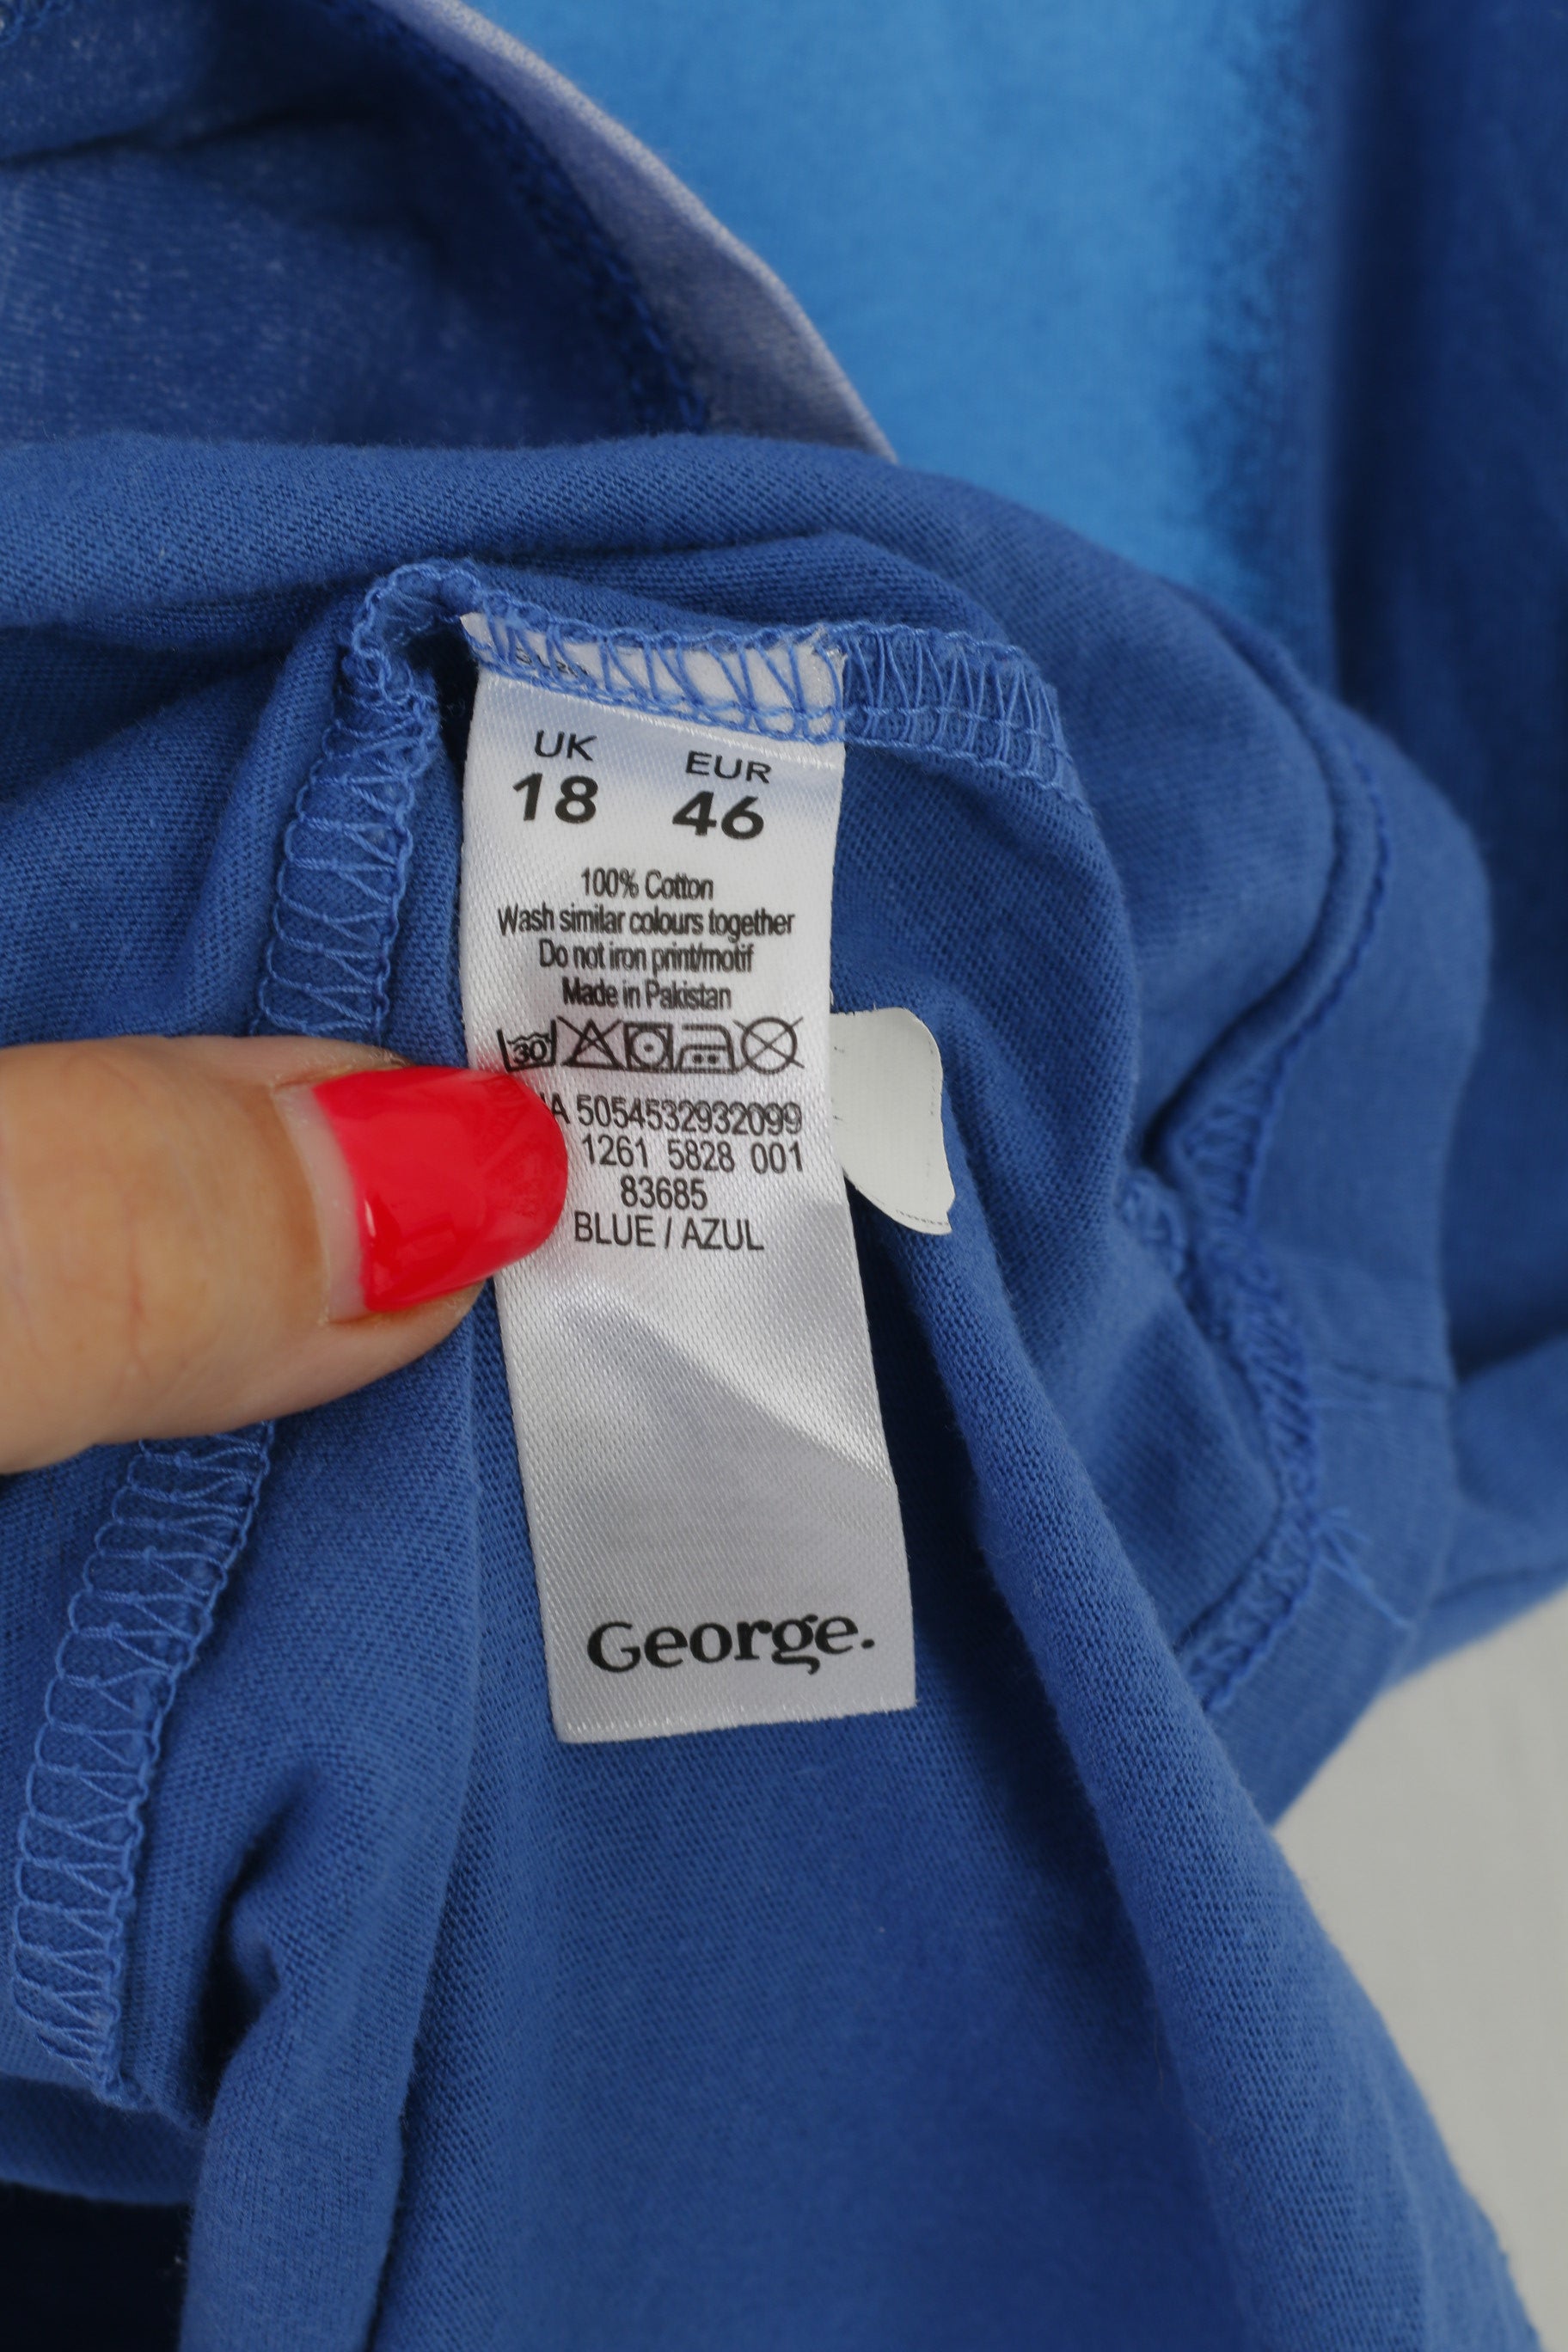 UK EUR
18 46
100% Cotton
Wash similar colours together
Do not iron print/motif
Made in Pakistan
30
5054532932099
1261 5828 001
83685
BLUE / AZUL
George.